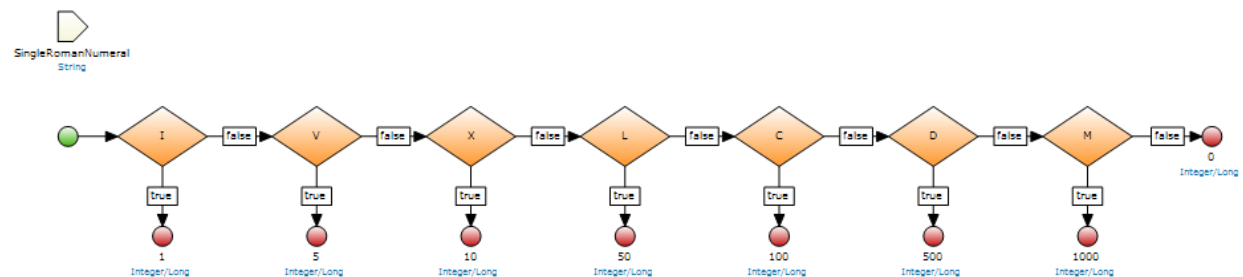 SingleRomanNumeral
String
I false V false X false L false C false D false M false
0
Integer/Long
true true true true true true true
1 5 10 50 100 500 1000
Integer/Long Integer/Long Integer/Long Integer/Long Integer/Long Integer/Long Integer/Long